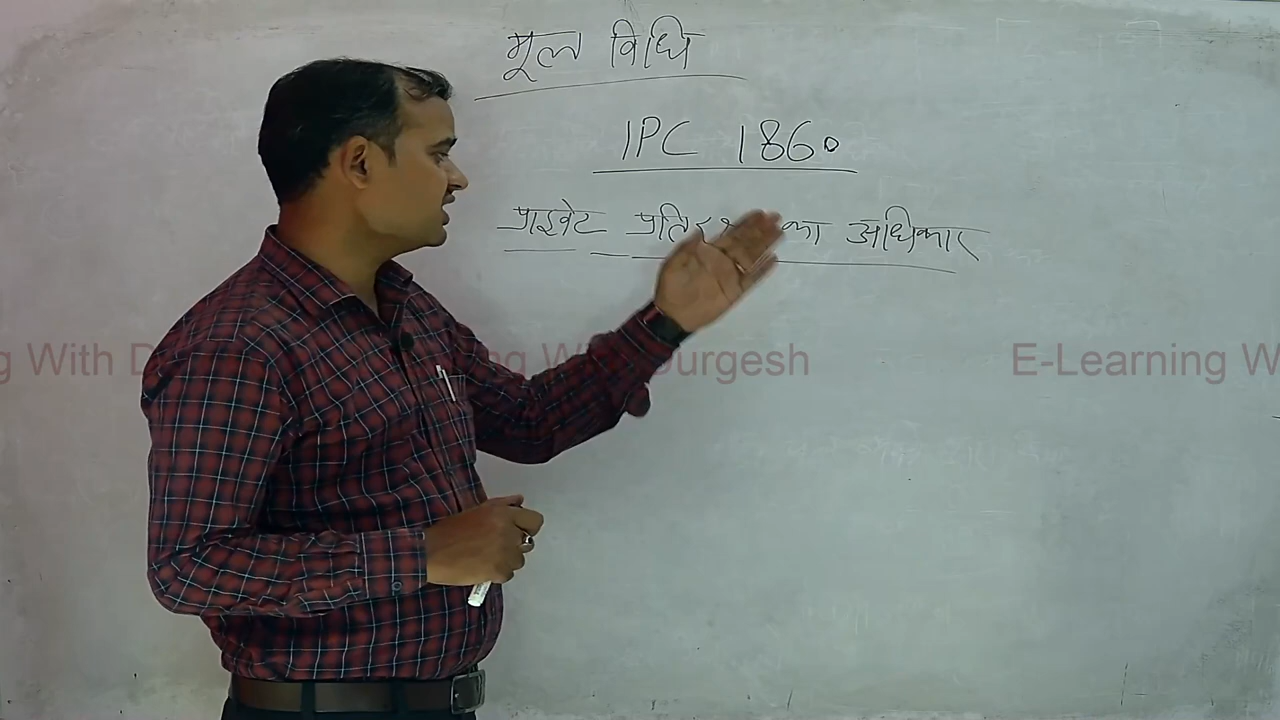 मूल विधि
IPC 1860
प्राइवेट का अधिकार
g With D ng With Durgesh E-Learning W